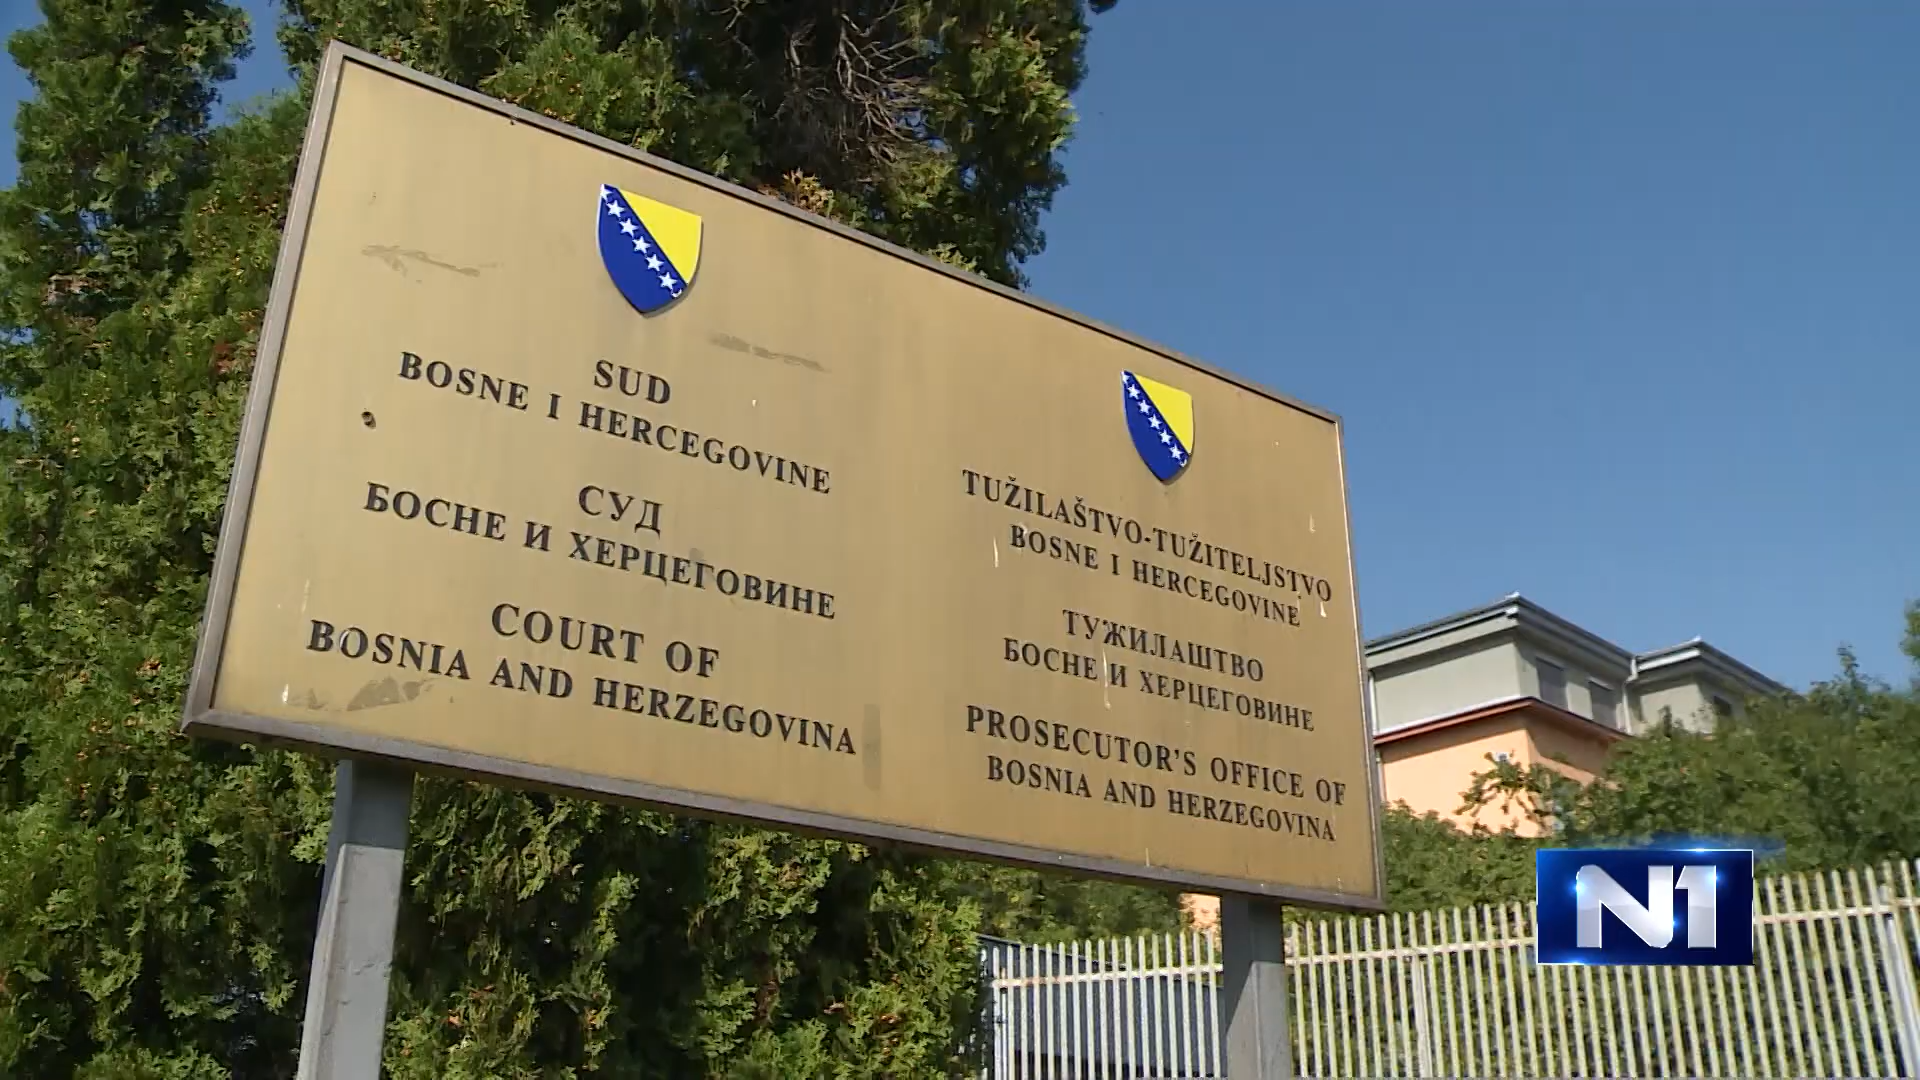 SUD
BOSNE I HERCEGOVINE
СУД
БОСНЕ И ХЕРЦЕГОВИНЕ
COURT OF
BOSNIA AND HERZEGOVINA
TUŽILAŠTVO-TUŽITELJSTVO
BOSNE I HERCEGOVINE
ТУЖИЛАШТВО
БОСНЕ И ХЕРЦЕГОВИНЕ
PROSECUTOR'S OFFICE OF
BOSNIA AND HERZEGOVINA
N1